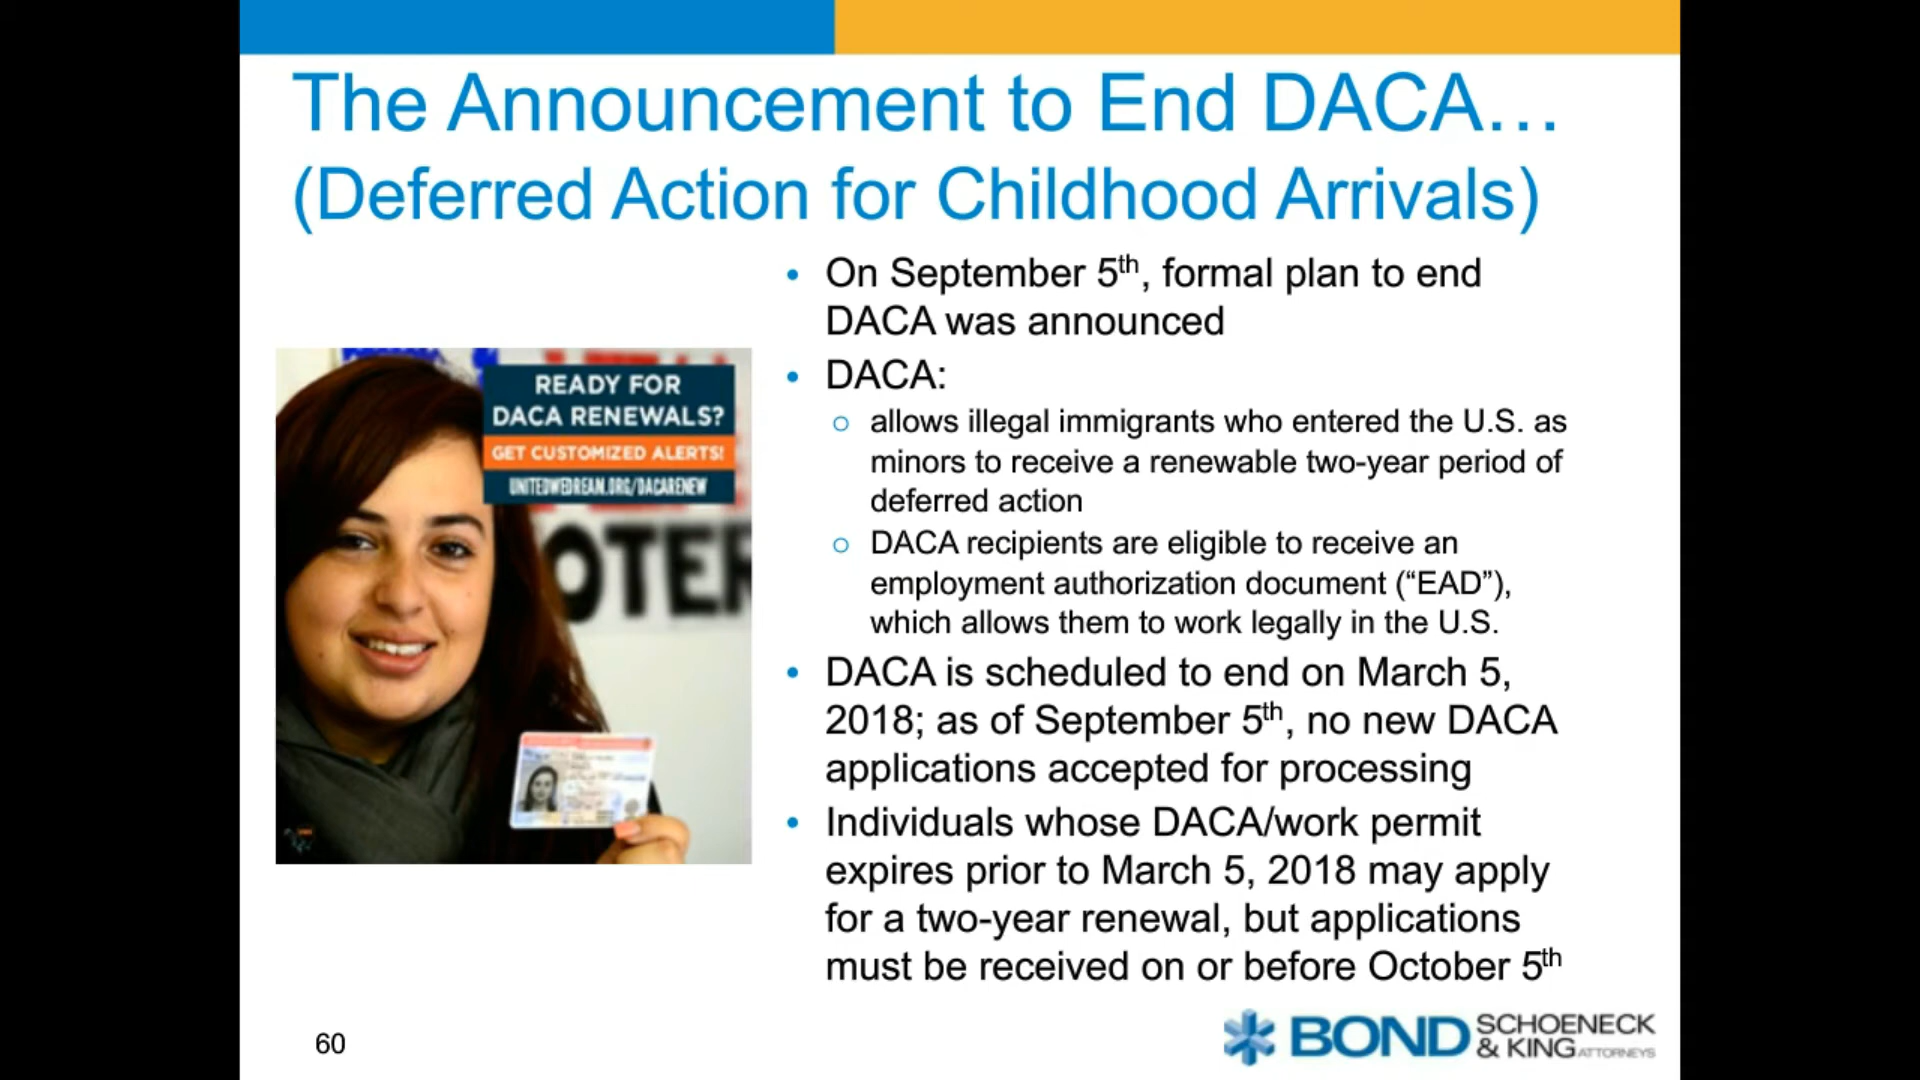 The Announcement to End DACA…
(Deferred Action for Childhood Arrivals)
READY FOR
DACA RENEWALS?
GET CUSTOMIZED ALERTS!
UNITEDWEDREAM.ORG/DACARENEW
OTER
• On September 5th, formal plan to end
DACA was announced
• DACA:
○ allows illegal immigrants who entered the U.S. as
minors to receive a renewable two-year period of
deferred action
○ DACA recipients are eligible to receive an
employment authorization document (“EAD”),
which allows them to work legally in the U.S.
• DACA is scheduled to end on March 5,
2018; as of September 5th, no new DACA
applications accepted for processing
• Individuals whose DACA/work permit
expires prior to March 5, 2018 may apply
for a two-year renewal, but applications
must be received on or before October 5th
60
BOND SCHOENECK
& KING ATTORNEYS